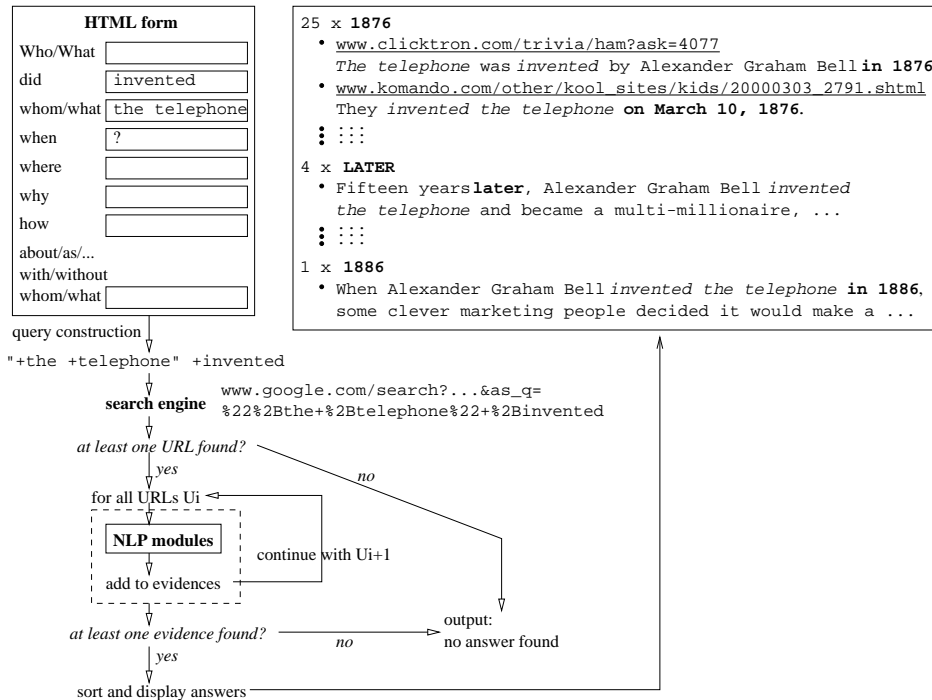 HTML form
Who/What
did invented
whom/what the telephone
when ?
where
why
how
about/as/...
with/without
whom/what
query construction
"+the +telephone" +invented
search engine
www.google.com/search?...&as_q=
%22%2Bthe+%2Btelephone%22+%2Binvented
at least one URL found?
yes
no
for all URLs Ui
NLP modules
continue with Ui+1
add to evidences
at least one evidence found?
no
output:
no answer found
yes
sort and display answers
25 x 1876
• www.clicktron.com/trivia/ham?ask=4077
The telephone was invented by Alexander Graham Bell in 1876
• www.komando.com/other/kool_sites/kids/20000303_2791.shtml
They invented the telephone on March 10, 1876.
4 x LATER
• Fifteen years later, Alexander Graham Bell invented
the telephone and became a multi-millionaire, ...
1 x 1886
• When Alexander Graham Bell invented the telephone in 1886,
some clever marketing people decided it would make a ...